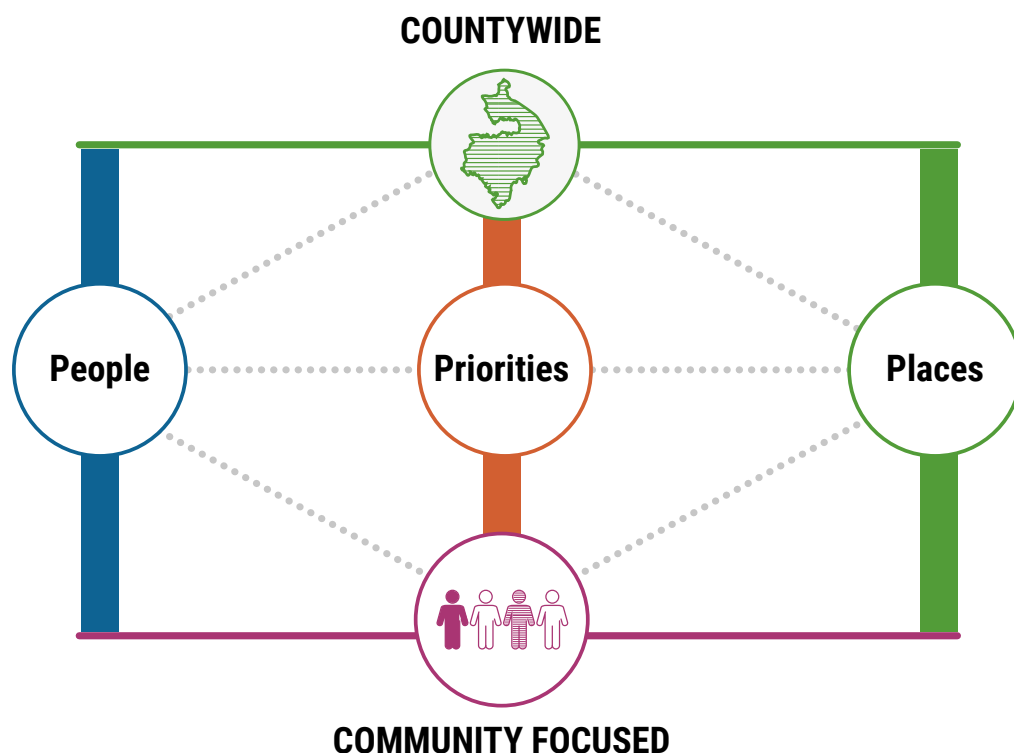 COUNTYWIDE
People
Priorities
Places
COMMUNITY FOCUSED